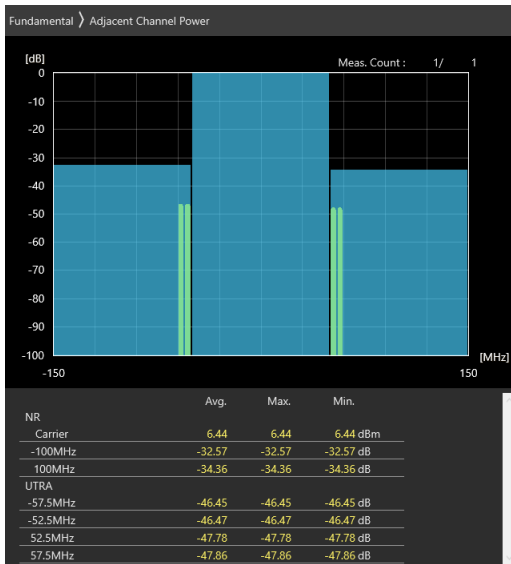 Fundamental 〉 Adjacent Channel Power
[dB]
Meas. Count : 1/ 1
0
-10
-20
-30
-40
-50
-60
-70
-80
-90
-100
[MHz]
-150 150
Avg. Max. Min.
NR
Carrier 6.44 6.44 6.44 dBm
-100MHz -32.57 -32.57 -32.57 dB
100MHz -34.36 -34.36 -34.36 dB
UTRA
-57.5MHz -46.45 -46.45 -46.45 dB
-52.5MHz -46.47 -46.47 -46.47 dB
52.5MHz -47.78 -47.78 -47.78 dB
57.5MHz -47.86 -47.86 -47.86 dB